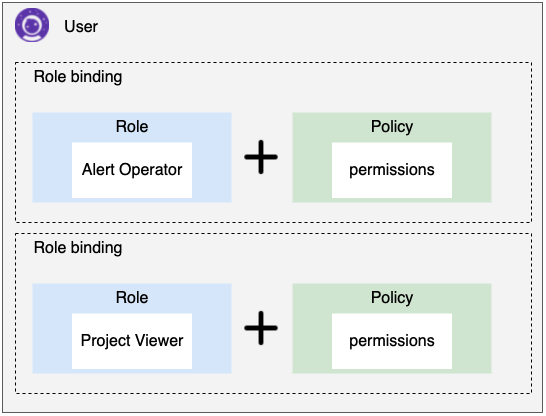 User
Role binding
Role
Policy
Alert Operator
permissions
Role binding
Role
Policy
Project Viewer
permissions